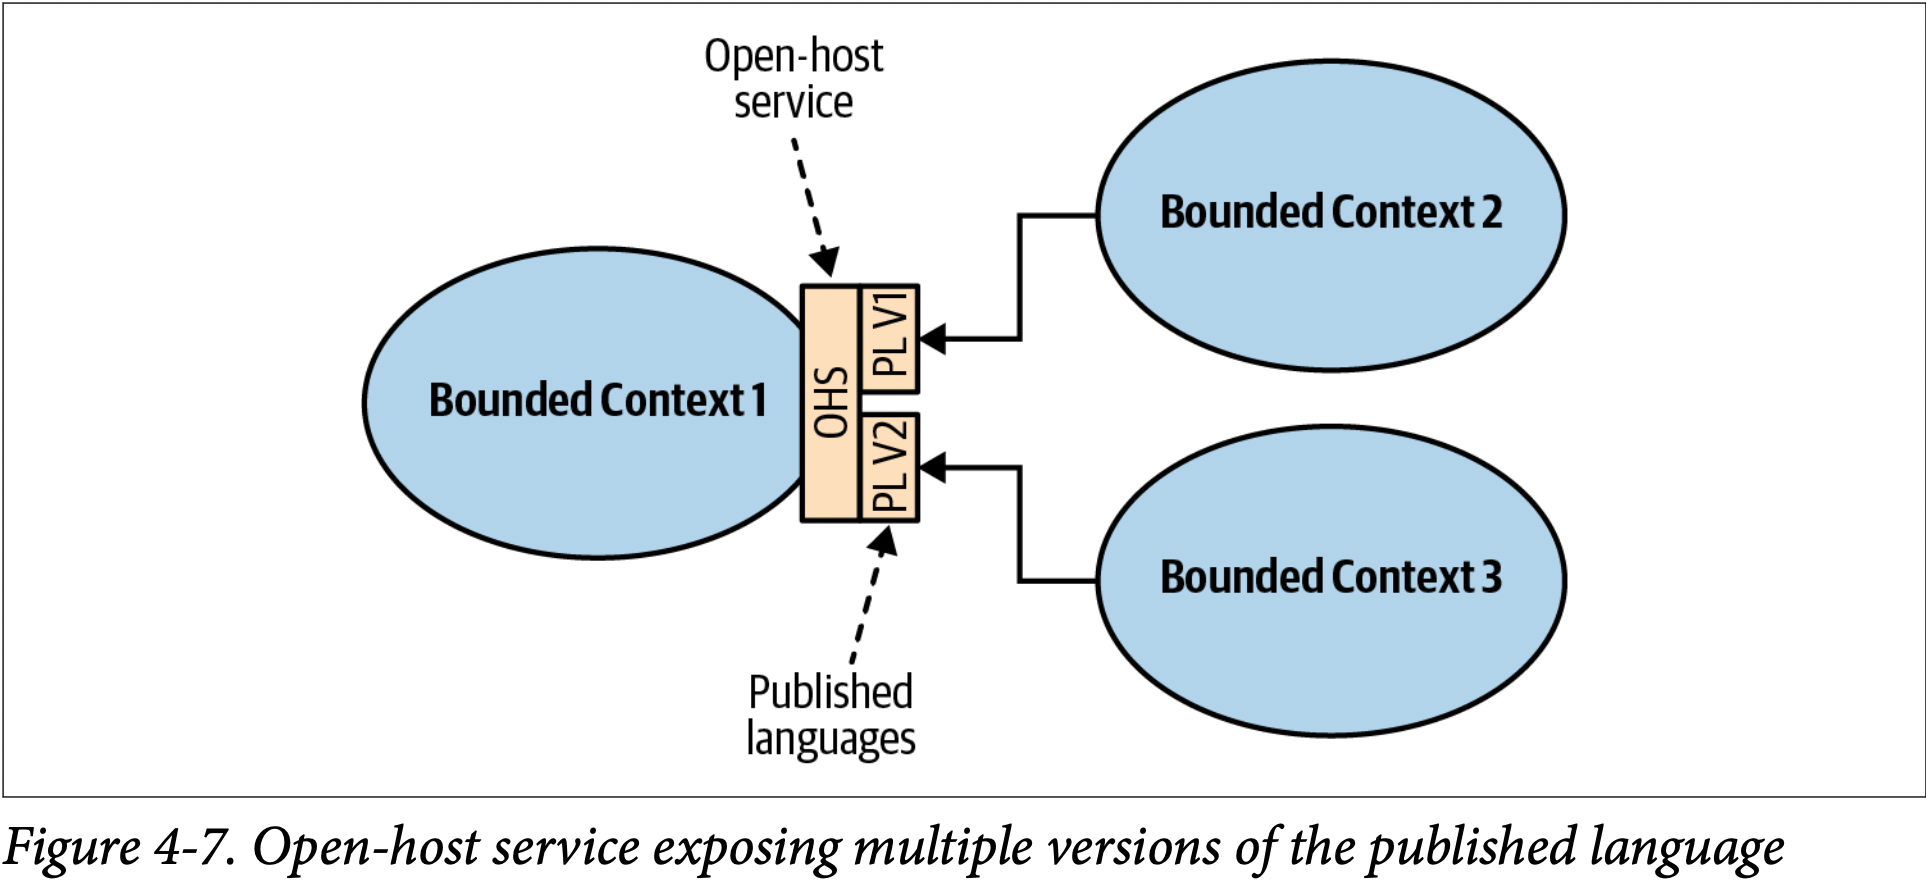 Open-host
service
Bounded Context 2
PL V1
OHS
Bounded Context 1
PL V2
Bounded Context 3
Published
languages
Figure 4-7. Open-host service exposing multiple versions of the published language